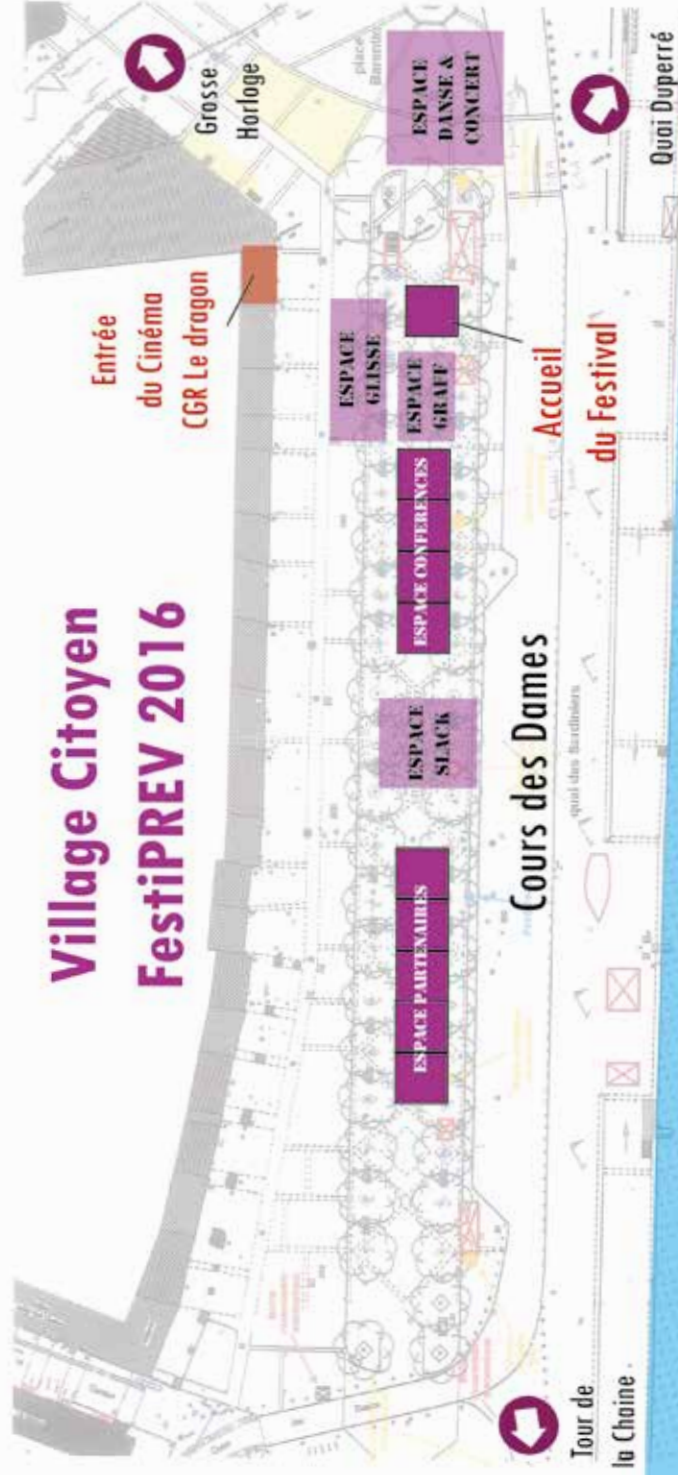 Village Citoyen
FestiPREV 2016
Entrée
du Cinéma
CGR Le dragon
Grosse
Horloge
place
Barentin
ESPACE
DANSE &
CONCERT
ESPACE
GLISSE
ESPACE
GRAFF
ESPACE CONFERENCES
ESPACE
SLACK
ESPACE PARTENAIRES
Accueil
du Festival
Cours des Dames
quai des Sardiniers
Quai Duperré
Tour de
la Chaine